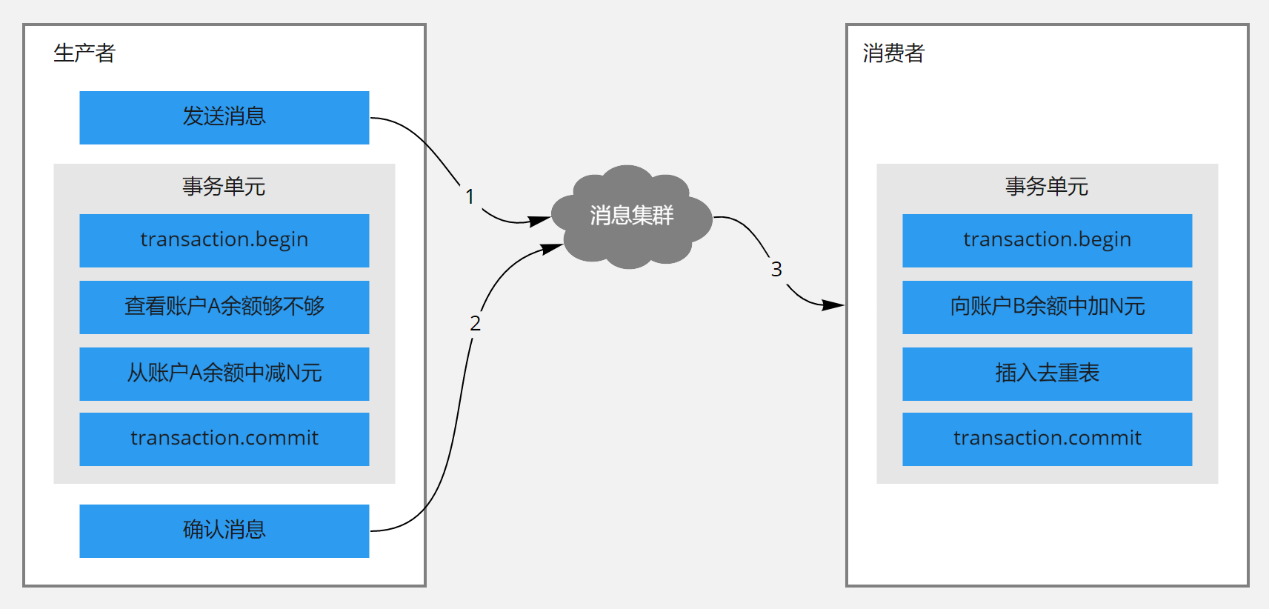 生产者
发送消息
事务单元
transaction.begin
查看账户A余额够不够
从账户A余额中减N元
transaction.commit
确认消息
1
2
消息集群
3
消费者
事务单元
transaction.begin
向账户B余额中加N元
插入去重表
transaction.commit